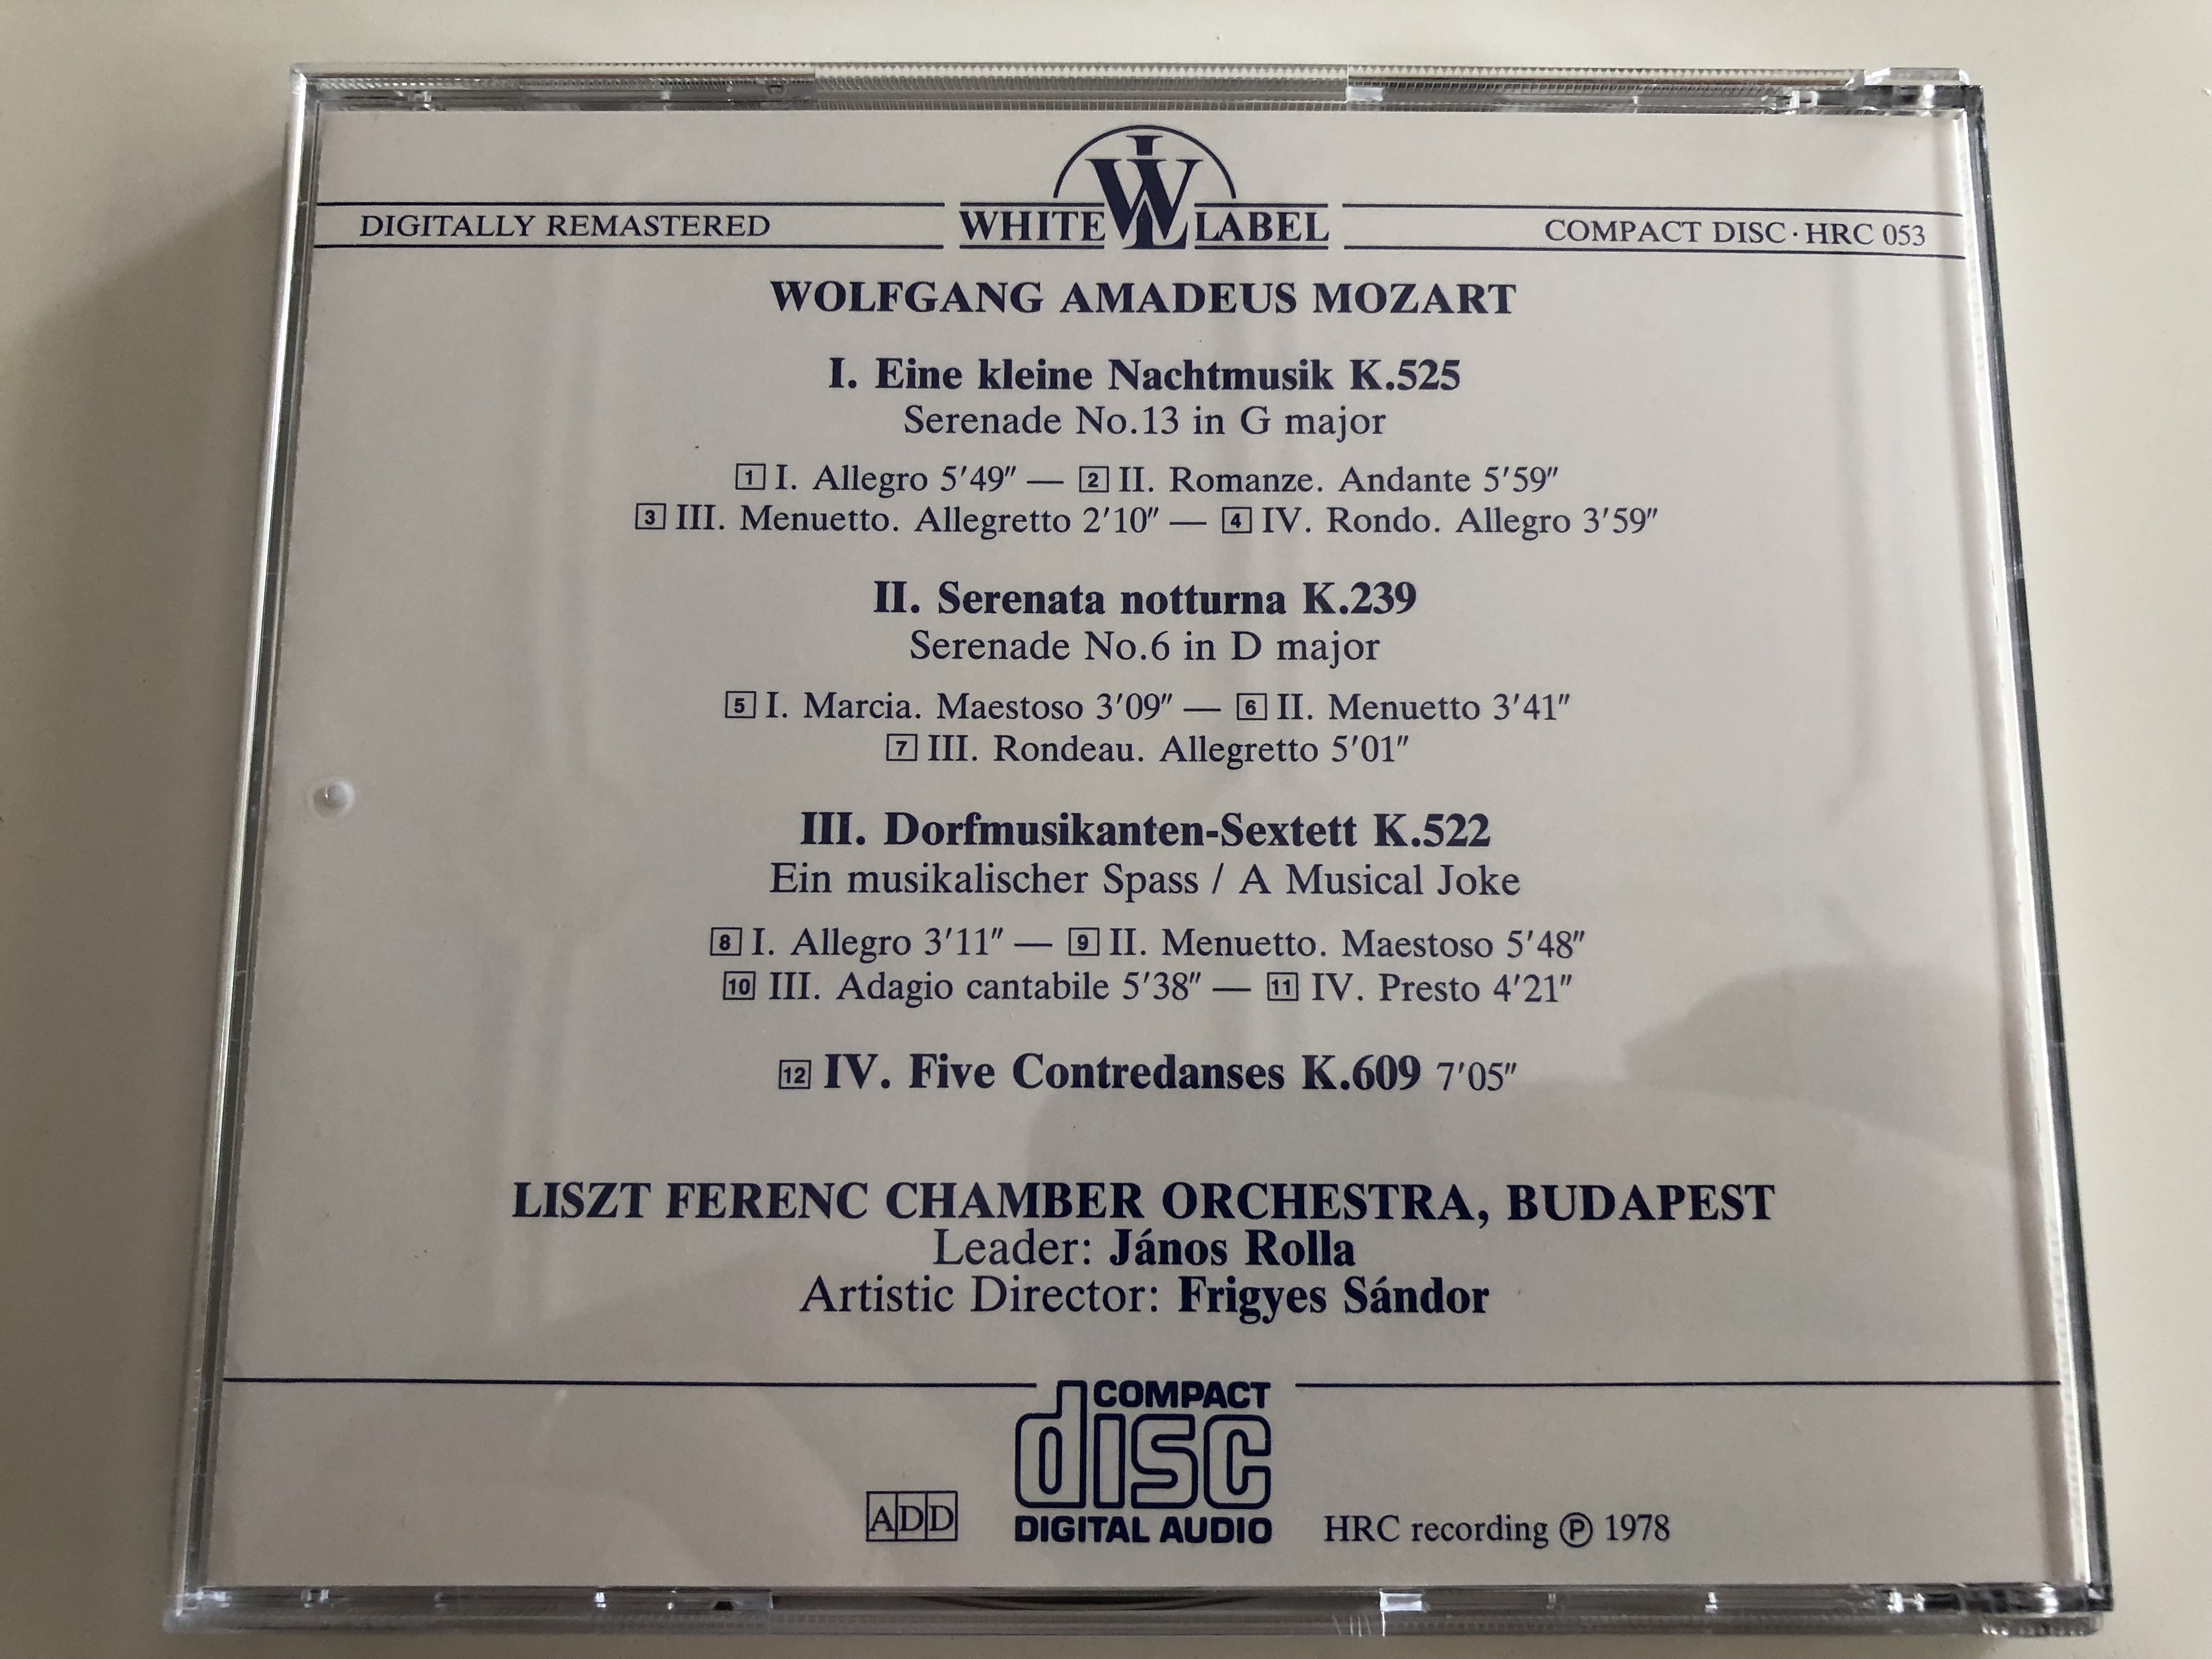 DIGITALLY REMASTERED
WL
WHITE LABEL
COMPACT DISC · HRC 053
WOLFGANG AMADEUS MOZART
I. Eine kleine Nachtmusik K.525
Serenade No.13 in G major
1 I. Allegro 5′49″ — 2 II. Romanze. Andante 5′59″
3 III. Menuetto. Allegretto 2′10″ — 4 IV. Rondo. Allegro 3′59″
II. Serenata notturna K.239
Serenade No.6 in D major
5 I. Marcia. Maestoso 3′09″ — 6 II. Menuetto 3′41″
7 III. Rondeau. Allegretto 5′01″
III. Dorfmusikanten-Sextett K.522
Ein musikalischer Spass / A Musical Joke
8 I. Allegro 3′11″ — 9 II. Menuetto. Maestoso 5′48″
10 III. Adagio cantabile 5′38″ — 11 IV. Presto 4′21″
12 IV. Five Contredanses K.609 7′05″
LISZT FERENC CHAMBER ORCHESTRA, BUDAPEST
Leader: János Rolla
Artistic Director: Frigyes Sándor
COMPACT
disc
DIGITAL AUDIO
ADD
HRC recording ℗ 1978